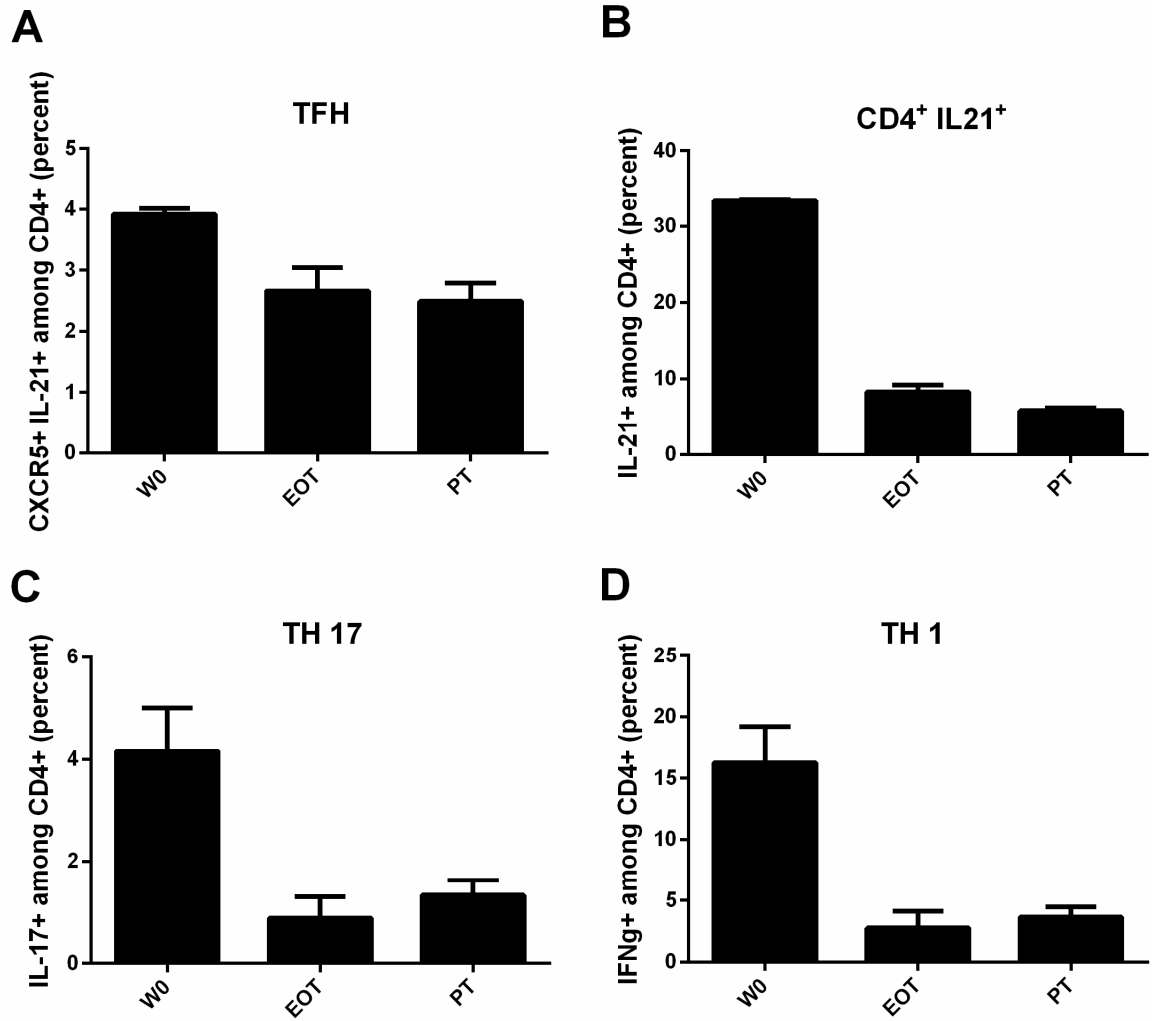 A
TFH
CXCR5+ IL-21+ among CD4+ (percent)
5
4
3
2
1
0
W0
EOT
PT
B
CD4+ IL21+
IL-21+ among CD4+ (percent)
40
30
20
10
0
W0
EOT
PT
C
TH 17
IL-17+ among CD4+ (percent)
6
4
2
0
W0
EOT
PT
D
TH 1
IFNg+ among CD4+ (percent)
25
20
15
10
5
0
W0
EOT
PT